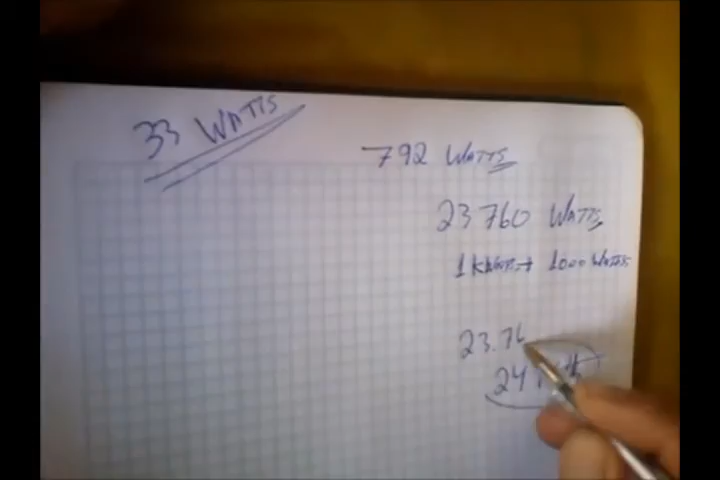 33 WATTS
792 WATTS
23 760 WATTS
1 KWATT 1000 WATTS
23.76
24